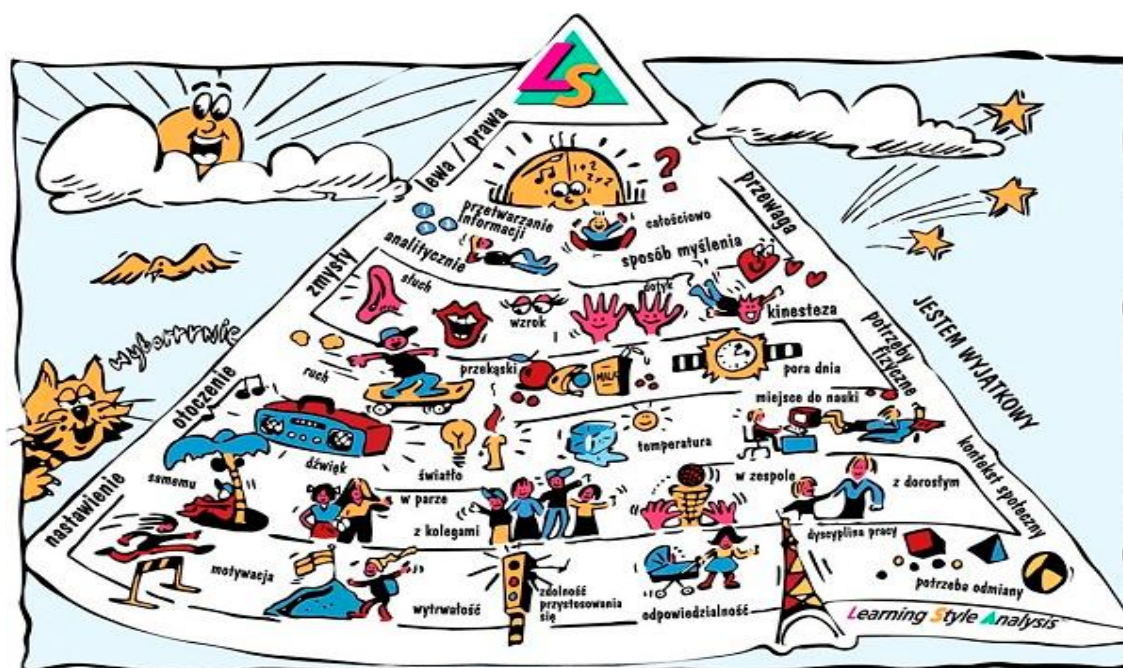 LS
lewa / prawa
przewaga
przetwarzanie
informacji
całościowo
analitycznie
sposób myślenia
zmysły
słuch
wzrok
dotyk
kinesteza
potrzeby
fizyczne
JESTEM WYJĄTKOWY
ruch
przekąski
MALK
pora dnia
otoczenie
miejsce do nauki
dźwięk
światło
temperatura
kontekst społeczny
samemu
w parze
z kolegami
w zespole
z dorosłym
nastawienie
motywacja
wytrwałość
zdolność
przystosowania
się
odpowiedzialność
dyscyplina pracy
potrzeba odmiany
Learning Style Analysis